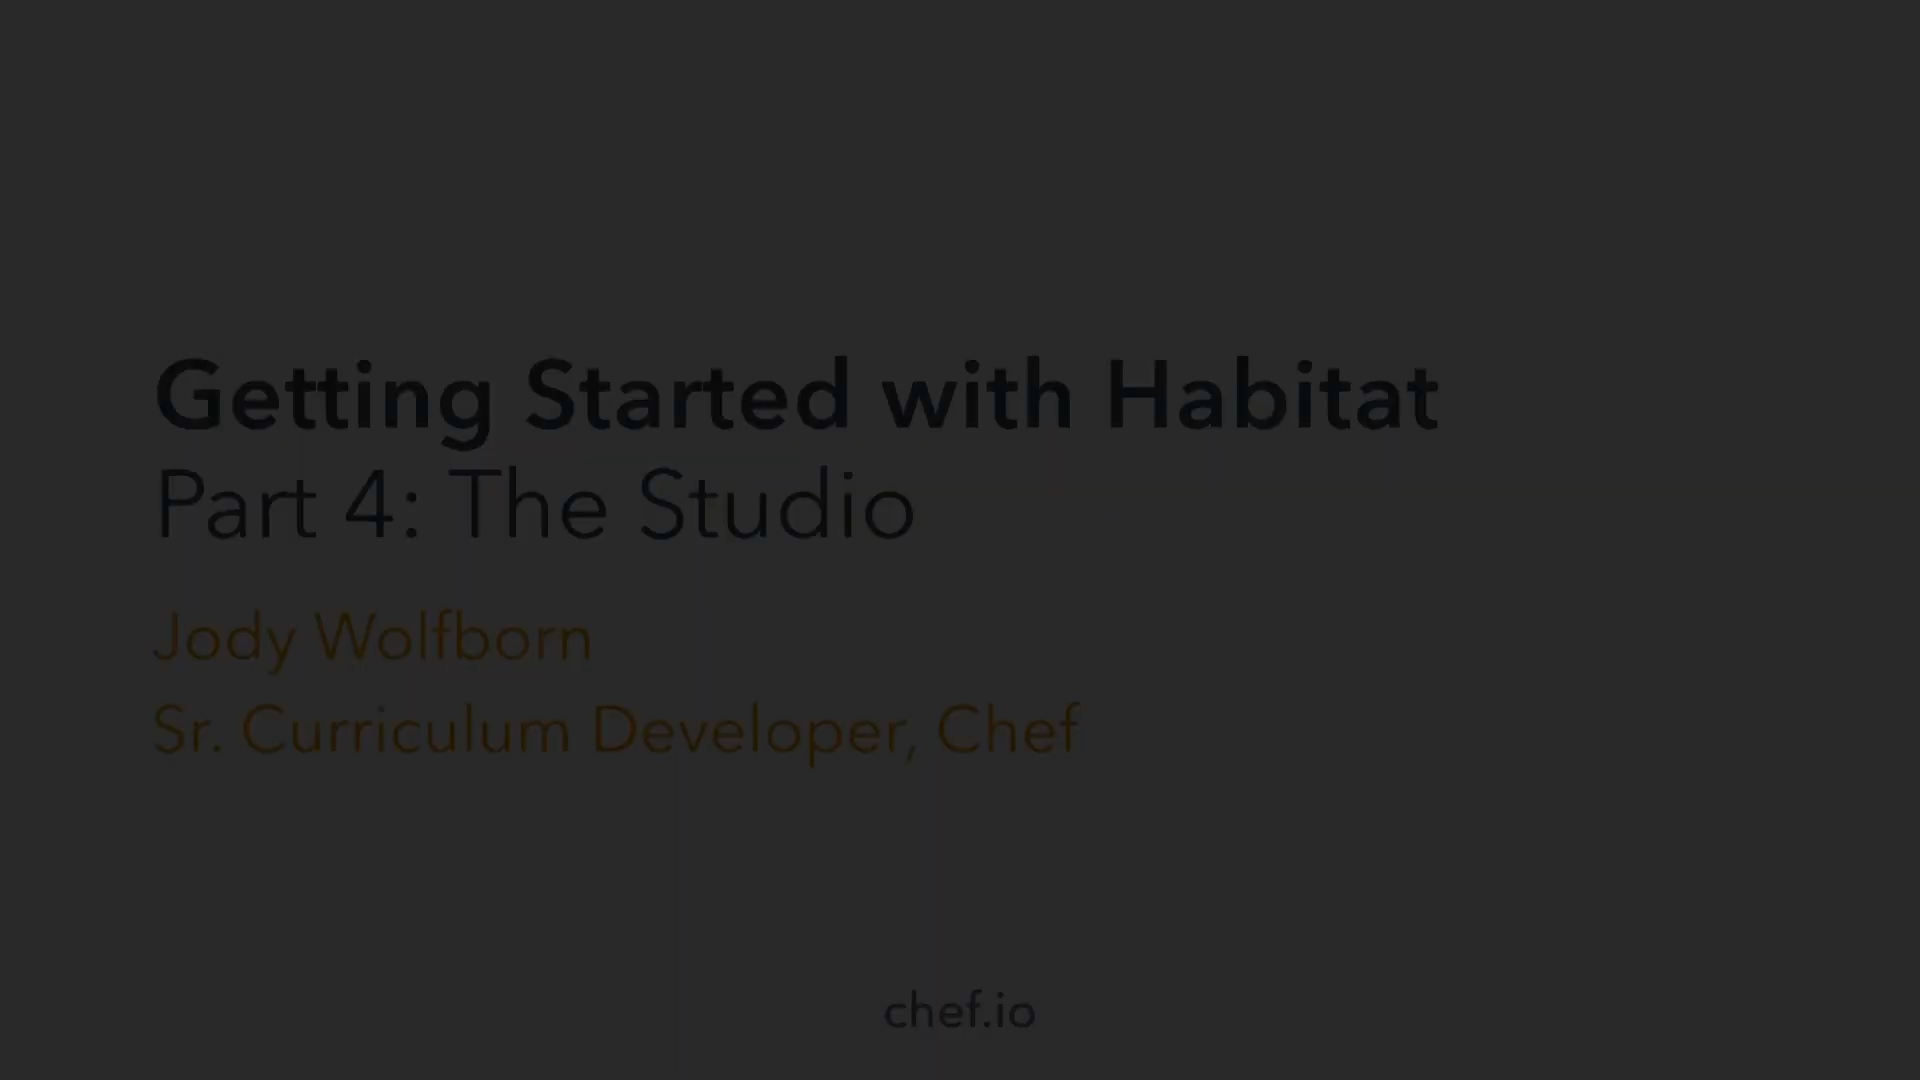 Getting Started with Habitat
Part 4: The Studio
Jody Wolfborn
Sr. Curriculum Developer, Chef
chef.io